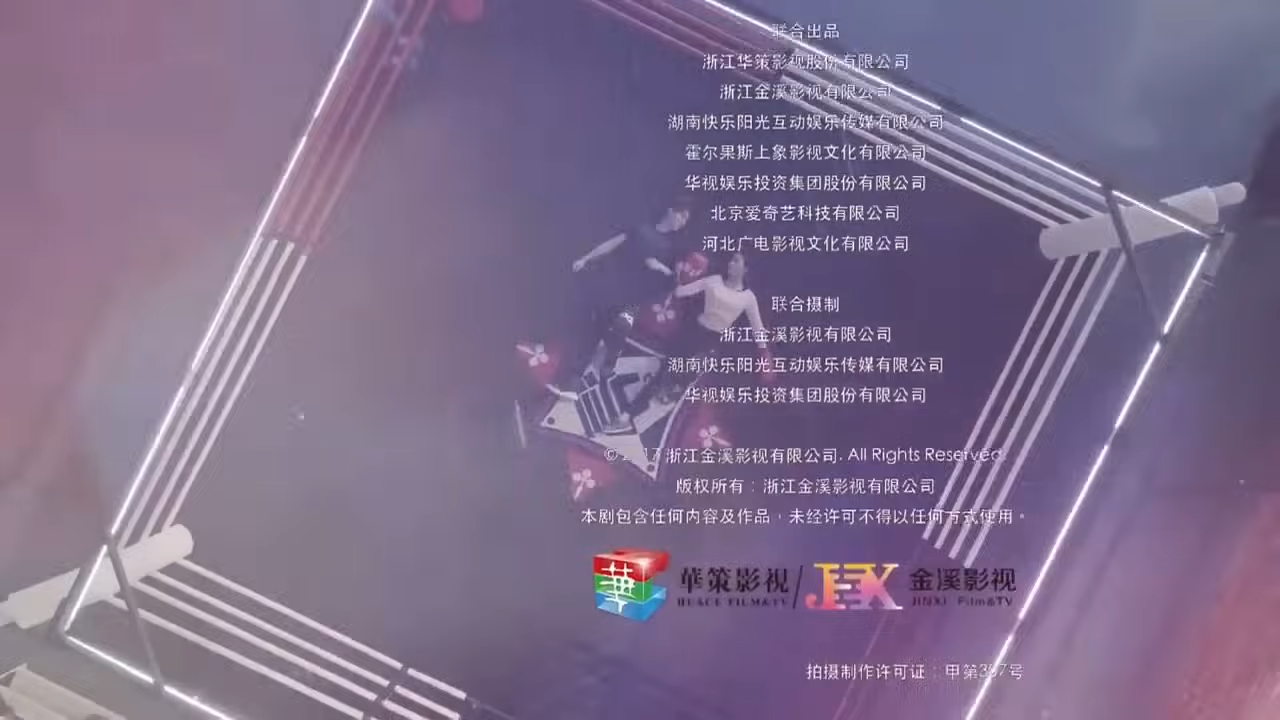 联合出品
浙江华策影视股份有限公司
浙江金溪影视有限公司
湖南快乐阳光互动娱乐传媒有限公司
霍尔果斯上象影视文化有限公司
华视娱乐投资集团股份有限公司
北京爱奇艺科技有限公司
河北广电影视文化有限公司
联合摄制
浙江金溪影视有限公司
湖南快乐阳光互动娱乐传媒有限公司
华视娱乐投资集团股份有限公司
© 2017 浙江金溪影视有限公司. All Rights Reserved.
版权所有：浙江金溪影视有限公司
本剧包含任何内容及作品，未经许可不得以任何方式使用。
華 華策影視 / JXK 金溪影视
HUACE FILM&TV JINXI Film&TV
拍摄制作许可证：甲第357号